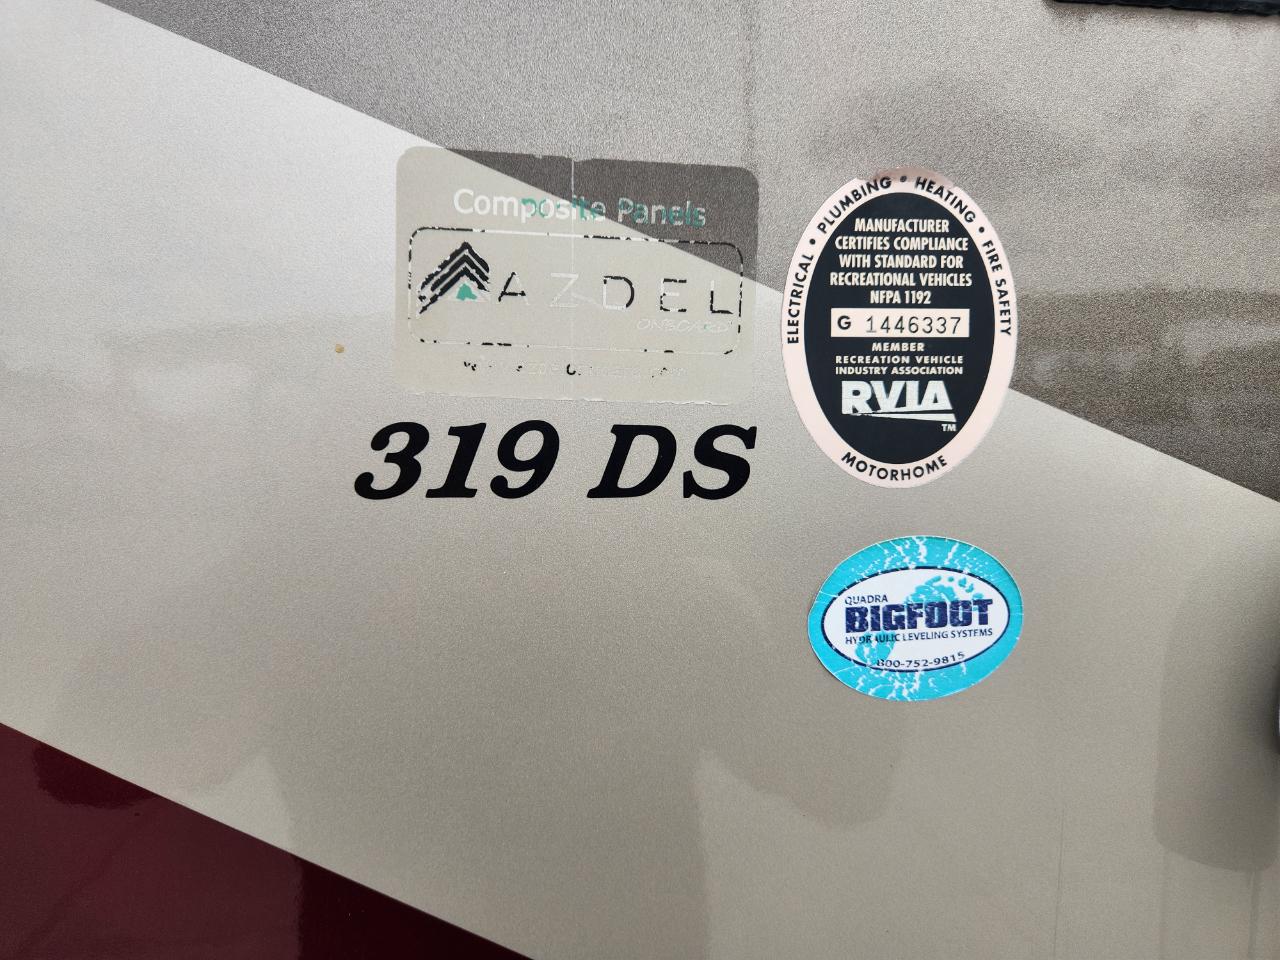 Composite Panels
AZDEL
ONBOARD
319 DS
ELECTRICAL • PLUMBING • HEATING • FIRE SAFETY
MANUFACTURER
CERTIFIES COMPLIANCE
WITH STANDARD FOR
RECREATIONAL VEHICLES
NFPA 1192
G 1446337
MEMBER
RECREATION VEHICLE
INDUSTRY ASSOCIATION
RVIA
TM
MOTORHOME
QUADRA
BIGFOOT
HYDRAULIC LEVELING SYSTEMS
800-752-9815